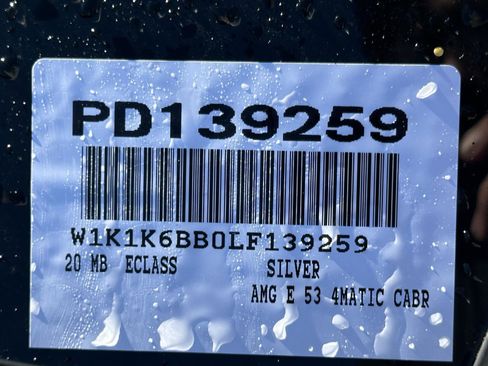 PD139259
W1K1K6BB0LF139259
20 MB ECLASS SILVER
AMG E 53 4MATIC CABR